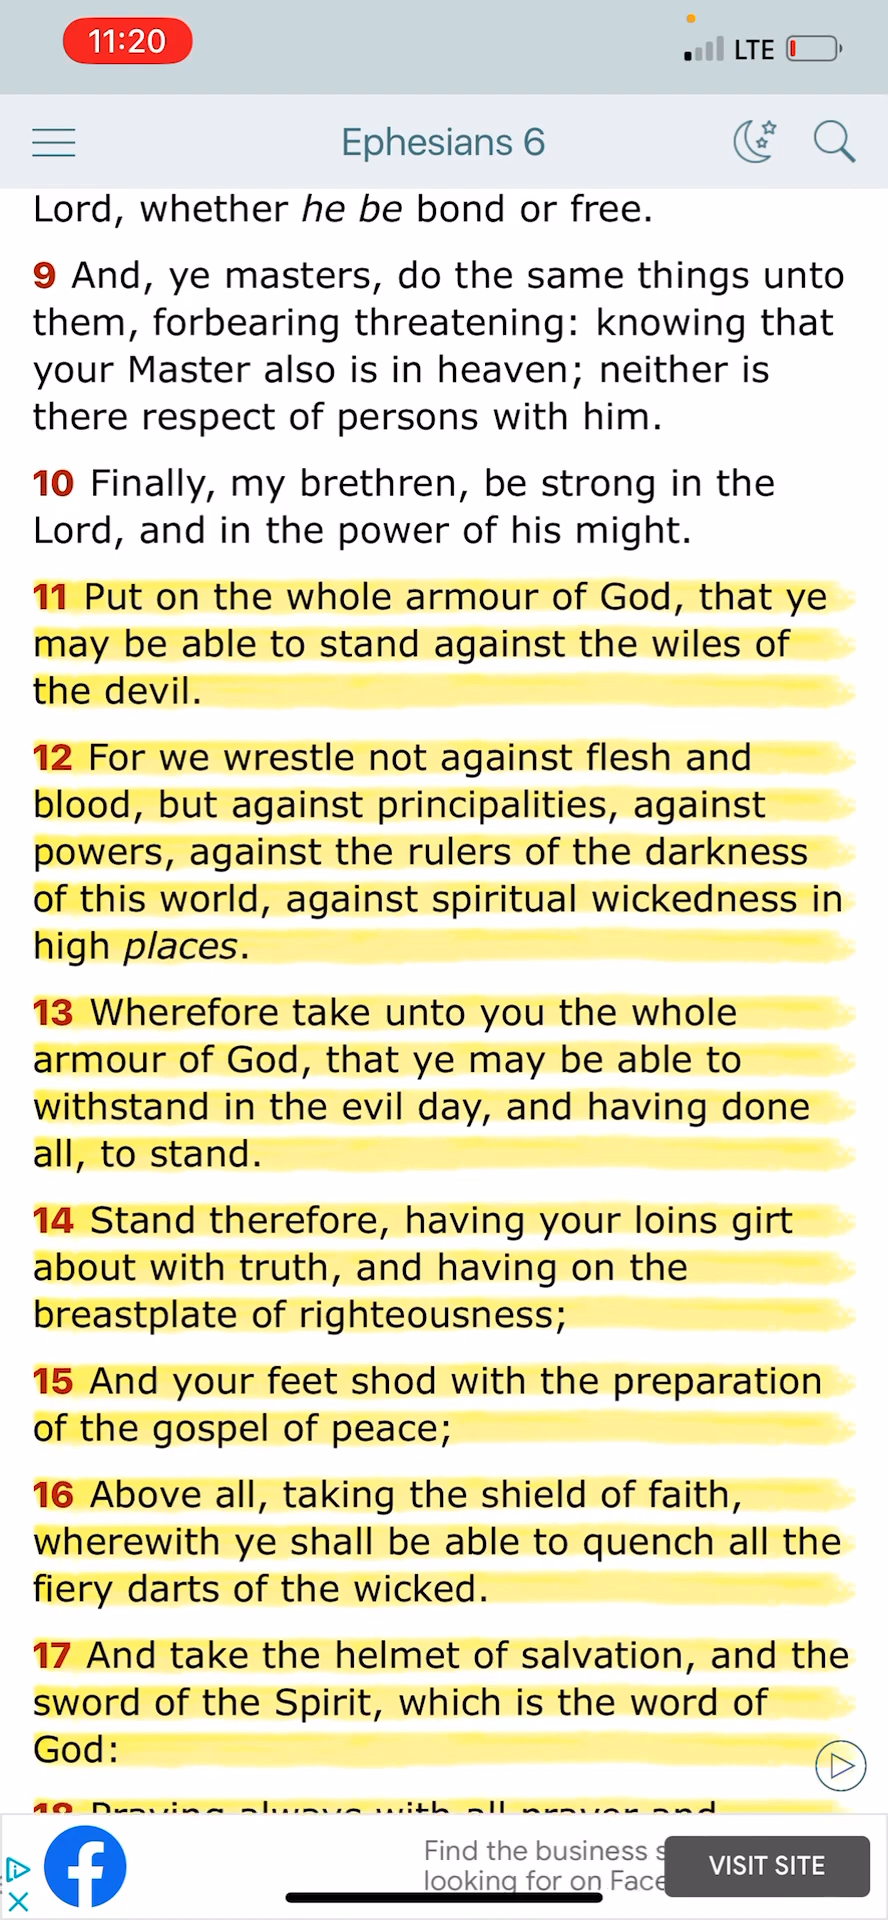 11:20
LTE
Ephesians 6
Lord, whether he be bond or free.
9 And, ye masters, do the same things unto
them, forbearing threatening: knowing that
your Master also is in heaven; neither is
there respect of persons with him.
10 Finally, my brethren, be strong in the
Lord, and in the power of his might.
11 Put on the whole armour of God, that ye
may be able to stand against the wiles of
the devil.
12 For we wrestle not against flesh and
blood, but against principalities, against
powers, against the rulers of the darkness
of this world, against spiritual wickedness in
high places.
13 Wherefore take unto you the whole
armour of God, that ye may be able to
withstand in the evil day, and having done
all, to stand.
14 Stand therefore, having your loins girt
about with truth, and having on the
breastplate of righteousness;
15 And your feet shod with the preparation
of the gospel of peace;
16 Above all, taking the shield of faith,
wherewith ye shall be able to quench all the
fiery darts of the wicked.
17 And take the helmet of salvation, and the
sword of the Spirit, which is the word of
God:
18 Praying always with all prayer and
Find the business s
looking for on Face
VISIT SITE